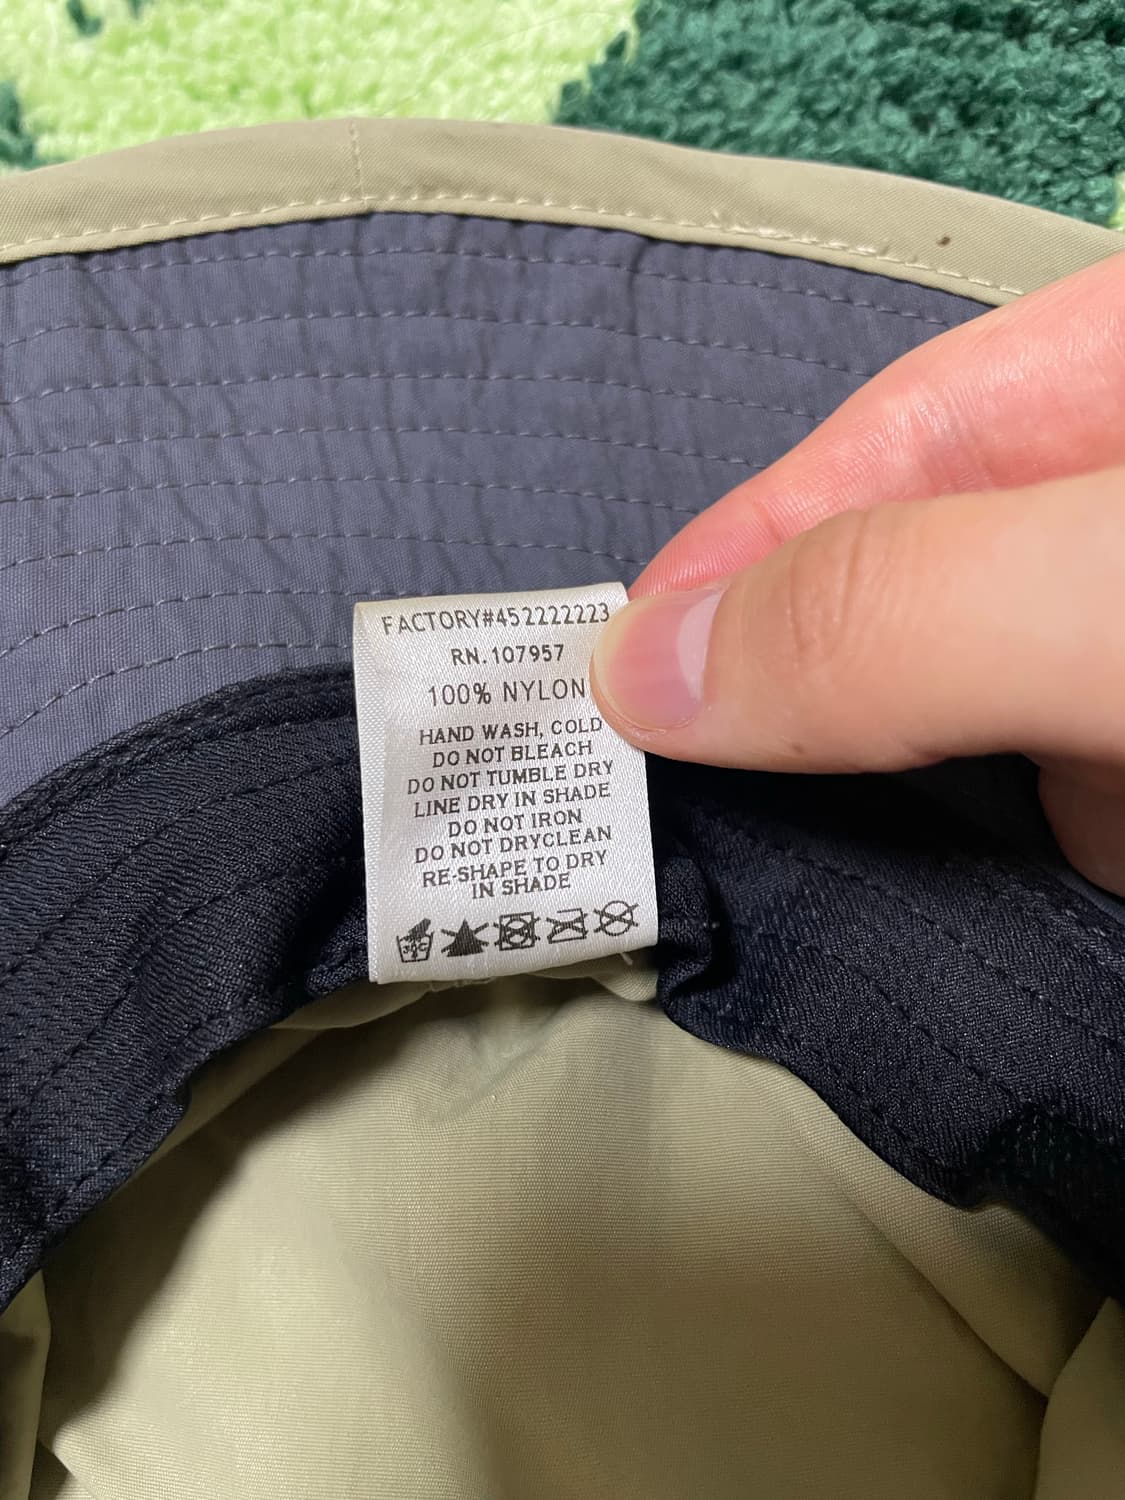 FACTORY#452222223
RN.107957
100% NYLON
HAND WASH, COLD
DO NOT BLEACH
DO NOT TUMBLE DRY
LINE DRY IN SHADE
DO NOT IRON
DO NOT DRYCLEAN
RE-SHAPE TO DRY
IN SHADE
30°C